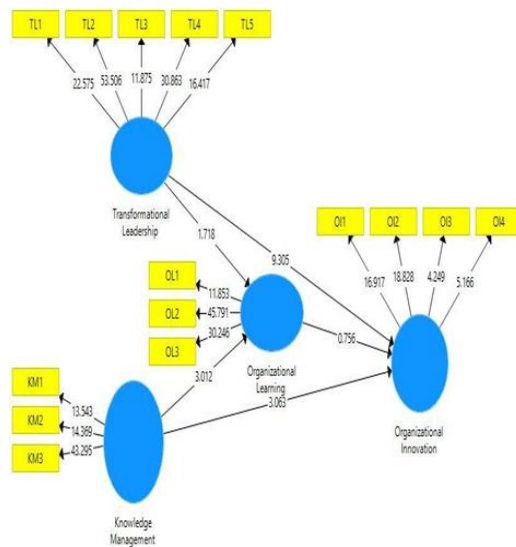 TL1 TL2 TL3 TL4 TL5
22.575 53.506 11.875 30.863 16.417
Transformational
Leadership
OI1 OI2 OI3 OI4
16.917 18.828 4.249 5.166
1.718
9.305
OL1
OL2
OL3
11.853
45.791
30.246
Organizational
Learning
0.756
3.012
3.063
Organizational
Innovation
KM1
KM2
KM3
13.543
14.369
43.295
Knowledge
Management